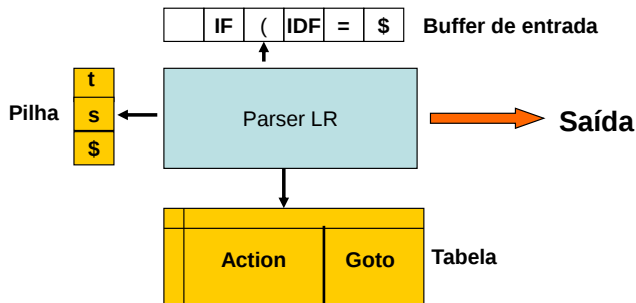 IF ( IDF = $ Buffer de entrada
t
Pilha s
$
Parser LR
Saída
Action Goto Tabela